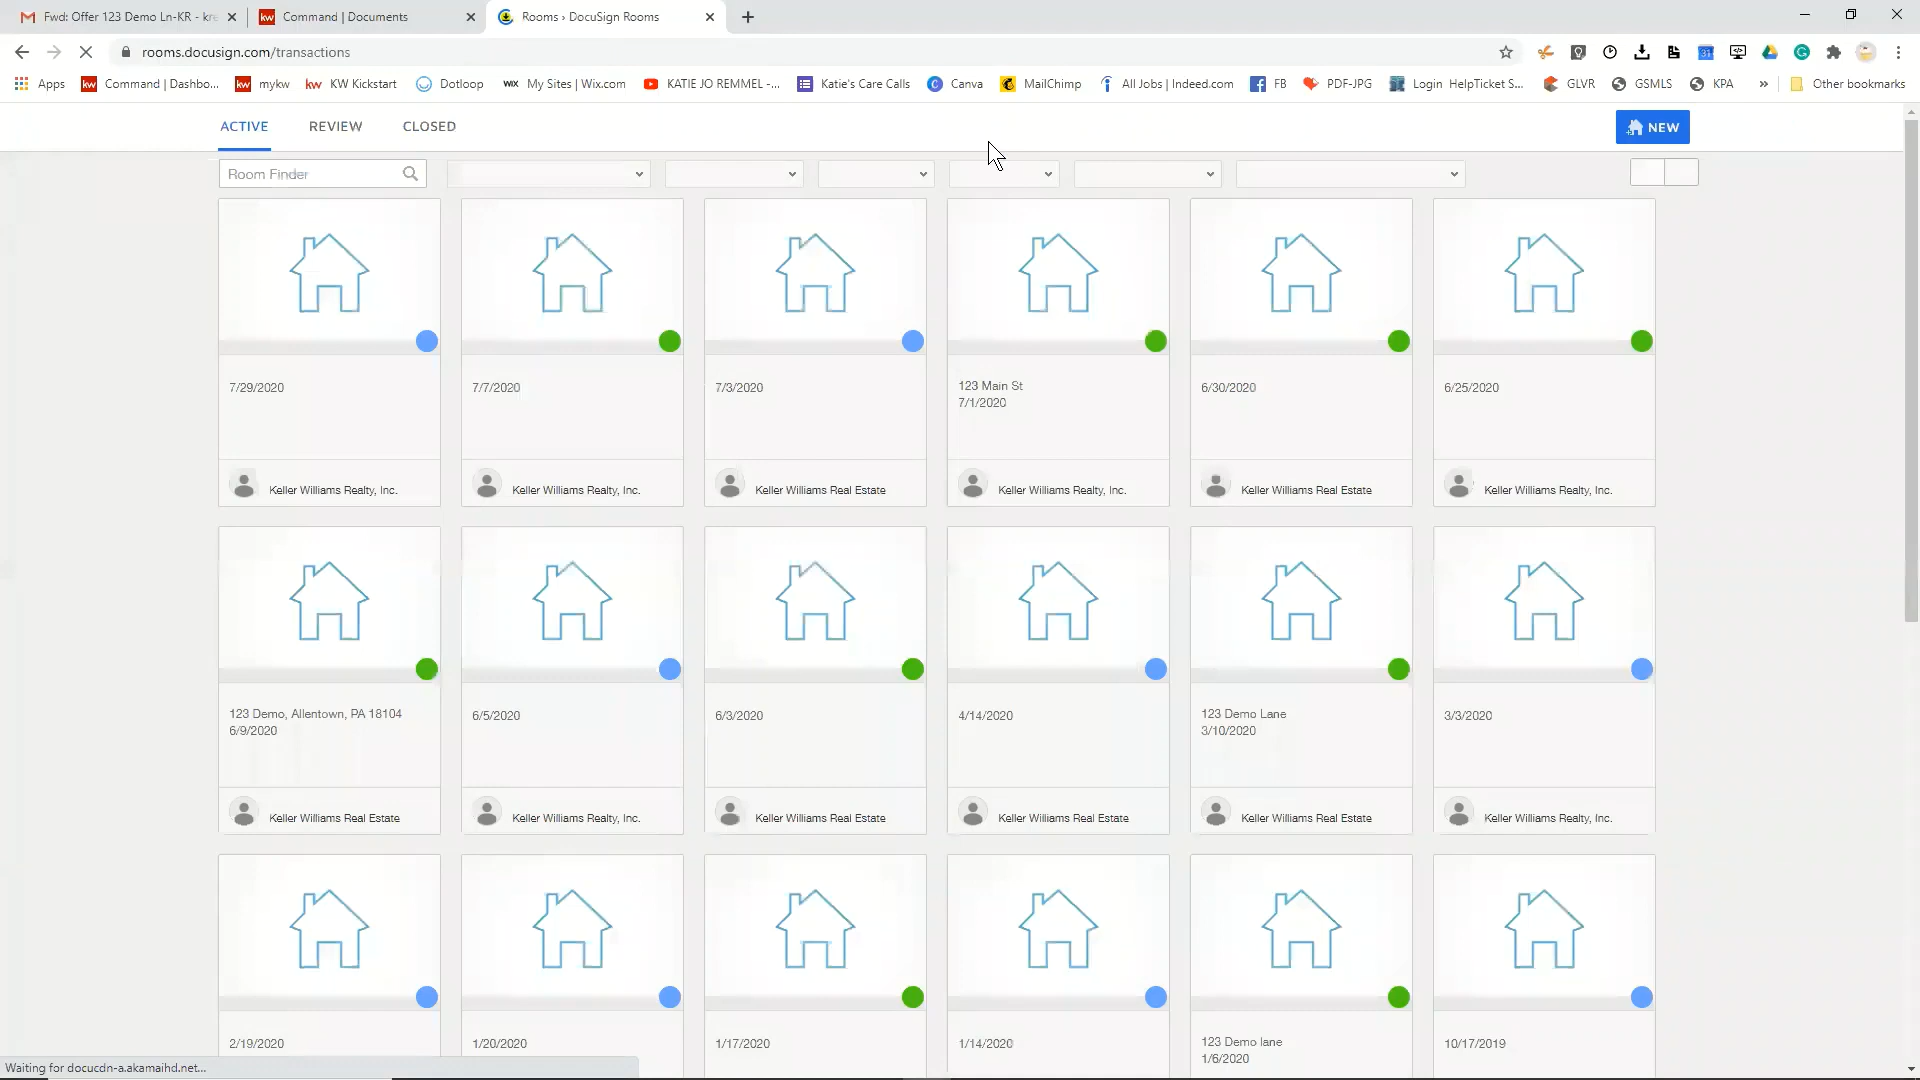 Fwd: Offer 123 Demo Ln-KR - kre
Command | Documents
Rooms › DocuSign Rooms
rooms.docusign.com/transactions
Apps
Command | Dashbo...
mykw
KW Kickstart
Dotloop
My Sites | Wix.com
KATIE JO REMMEL -...
Katie's Care Calls
Canva
MailChimp
All Jobs | Indeed.com
FB
PDF-JPG
Login HelpTicket S...
GLVR
GSMLS
KPA
»
Other bookmarks
ACTIVE
REVIEW
CLOSED
NEW
Room Finder
7/29/2020
7/7/2020
7/3/2020
123 Main St
7/1/2020
6/30/2020
6/25/2020
Keller Williams Realty, Inc.
Keller Williams Realty, Inc.
Keller Williams Real Estate
Keller Williams Realty, Inc.
Keller Williams Real Estate
Keller Williams Realty, Inc.
123 Demo, Allentown, PA 18104
6/9/2020
6/5/2020
6/3/2020
4/14/2020
123 Demo Lane
3/10/2020
3/3/2020
Keller Williams Real Estate
Keller Williams Realty, Inc.
Keller Williams Real Estate
Keller Williams Real Estate
Keller Williams Real Estate
Keller Williams Realty, Inc.
2/19/2020
1/20/2020
1/17/2020
1/14/2020
123 Demo lane
1/6/2020
10/17/2019
Waiting for docucdn-a.akamaihd.net...